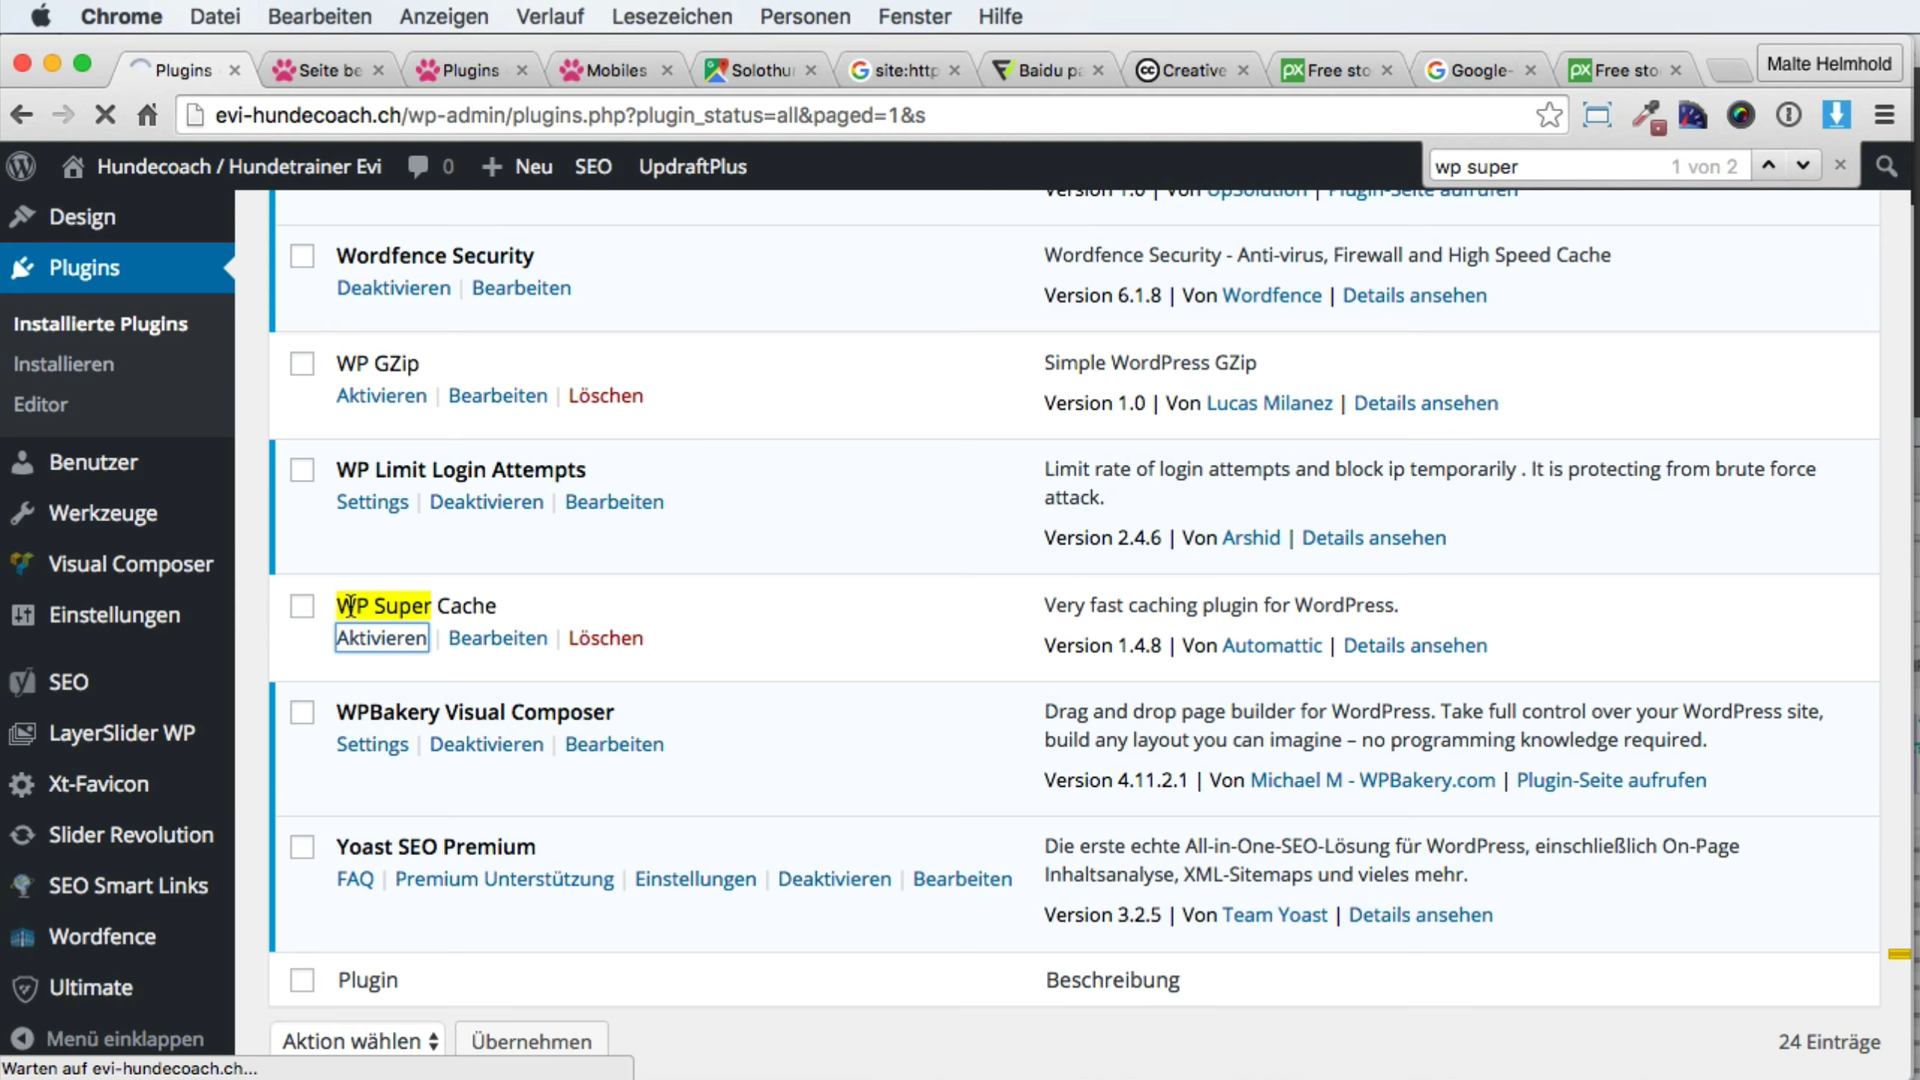 Chrome Datei Bearbeiten Anzeigen Verlauf Lesezeichen Personen Fenster Hilfe
Plugins Seite be Plugins Mobiles Solothu site:http Baidu pa Creative Free sto Google- Free sto Malte Helmhold
evi-hundecoach.ch/wp-admin/plugins.php?plugin_status=all&paged=1&s
Hundecoach / Hundetrainer Evi 0 Neu SEO UpdraftPlus
wp super 1 von 2
Version 1.0 | Von UpSolution | Plugin-Seite aufrufen
Design
Plugins
Installierte Plugins
Installieren
Editor
Benutzer
Werkzeuge
Visual Composer
Einstellungen
SEO
LayerSlider WP
Xt-Favicon
Slider Revolution
SEO Smart Links
Wordfence
Ultimate
Menü einklappen
Wordfence Security
Deaktivieren | Bearbeiten
Wordfence Security - Anti-virus, Firewall and High Speed Cache
Version 6.1.8 | Von Wordfence | Details ansehen
WP GZip
Aktivieren | Bearbeiten | Löschen
Simple WordPress GZip
Version 1.0 | Von Lucas Milanez | Details ansehen
WP Limit Login Attempts
Settings | Deaktivieren | Bearbeiten
Limit rate of login attempts and block ip temporarily . It is protecting from brute force
attack.
Version 2.4.6 | Von Arshid | Details ansehen
WP Super Cache
Aktivieren | Bearbeiten | Löschen
Very fast caching plugin for WordPress.
Version 1.4.8 | Von Automattic | Details ansehen
WPBakery Visual Composer
Settings | Deaktivieren | Bearbeiten
Drag and drop page builder for WordPress. Take full control over your WordPress site,
build any layout you can imagine – no programming knowledge required.
Version 4.11.2.1 | Von Michael M - WPBakery.com | Plugin-Seite aufrufen
Yoast SEO Premium
FAQ | Premium Unterstützung | Einstellungen | Deaktivieren | Bearbeiten
Die erste echte All-in-One-SEO-Lösung für WordPress, einschließlich On-Page
Inhaltsanalyse, XML-Sitemaps und vieles mehr.
Version 3.2.5 | Von Team Yoast | Details ansehen
Plugin Beschreibung
Aktion wählen Übernehmen 24 Einträge
Warten auf evi-hundecoach.ch...